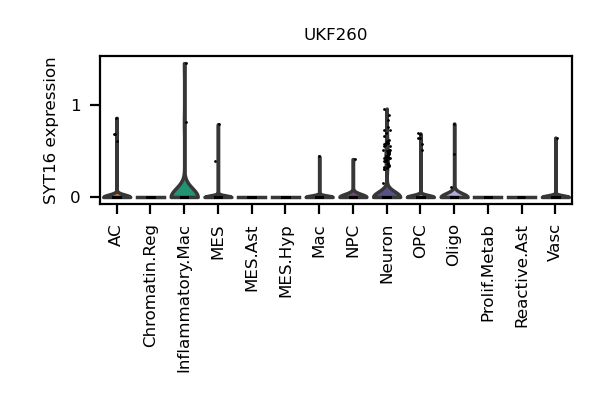 UKF260
SYT16 expression
1
0
AC
Chromatin.Reg
Inflammatory.Mac
MES
MES.Ast
MES.Hyp
Mac
NPC
Neuron
OPC
Oligo
Prolif.Metab
Reactive.Ast
Vasc